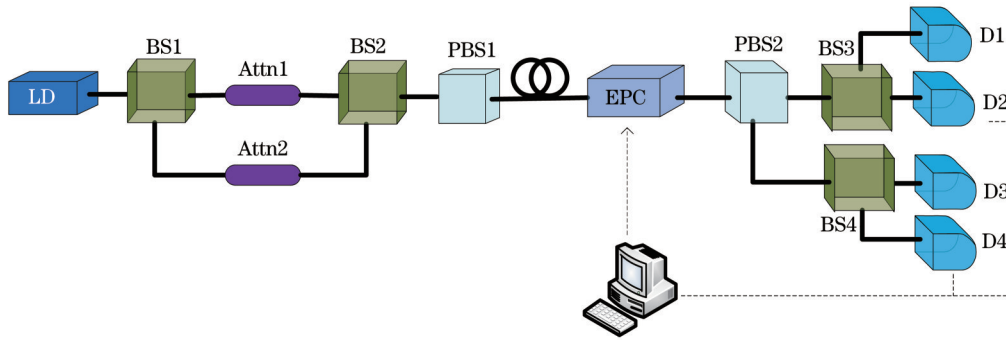 D1
BS1
BS2
PBS1
PBS2
BS3
Attn1
LD
EPC
D2
Attn2
D3
BS4
D4